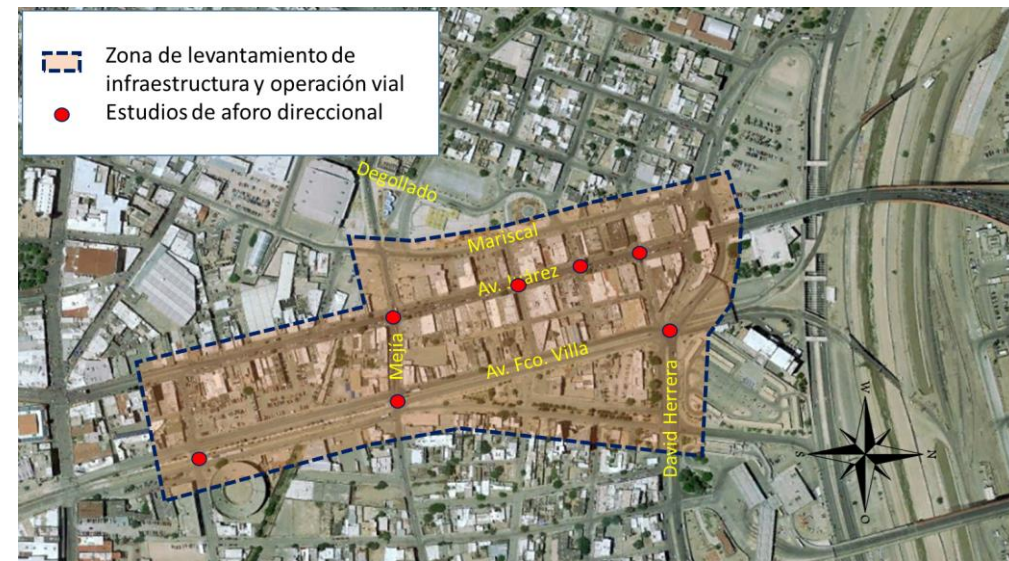 Zona de levantamiento de
infraestructura y operación vial
Estudios de aforo direccional
Degollado
Mariscal
Av. Juárez
Mejía
Av. Fco. Villa
David Herrera
W
S
N
O